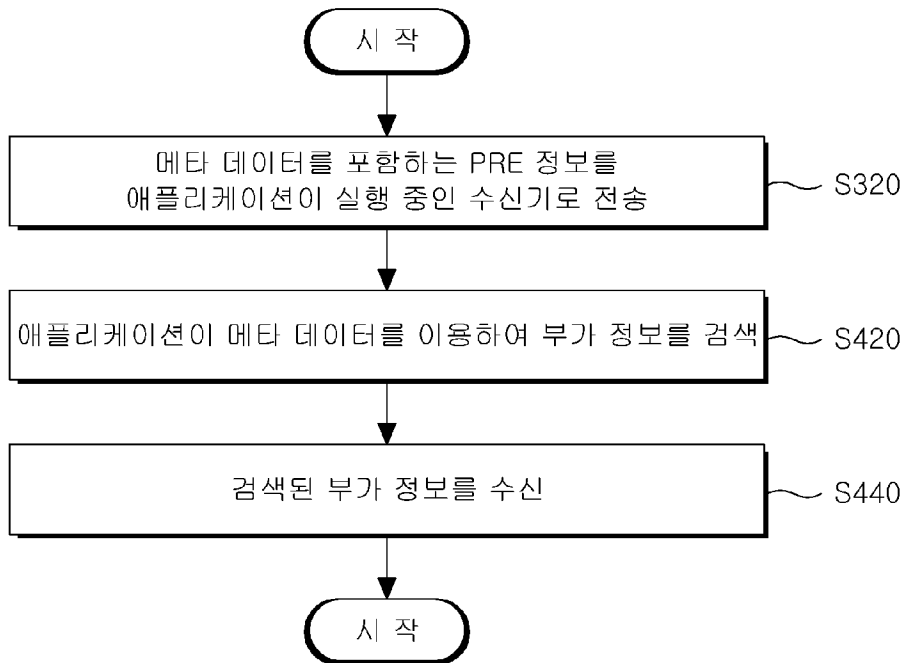 시 작
메타 데이터를 포함하는 PRE 정보를
애플리케이션이 실행 중인 수신기로 전송
S320
애플리케이션이 메타 데이터를 이용하여 부가 정보를 검색
S420
검색된 부가 정보를 수신
S440
시 작